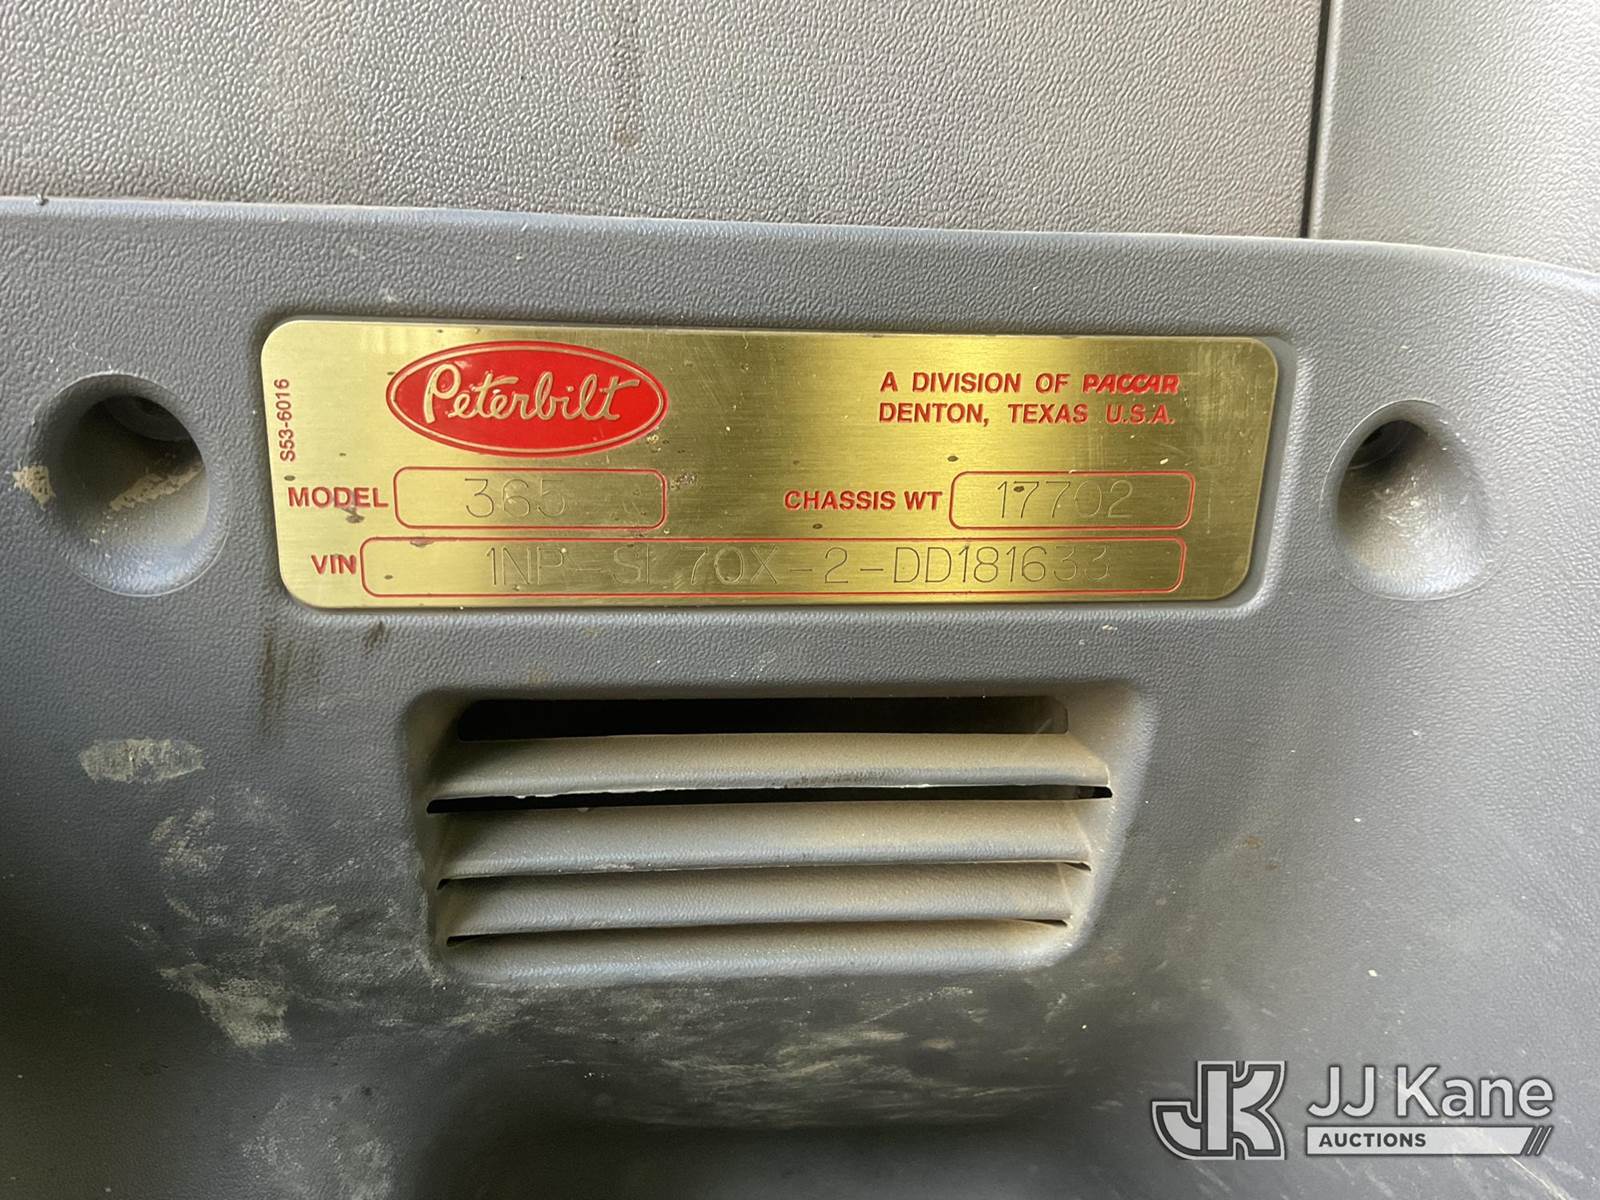 Peterbilt
A DIVISION OF PACCAR
DENTON, TEXAS U.S.A.
S53-6016
MODEL 365
CHASSIS WT 17702
VIN 1NP-SL70X-2-DD181633
JK JJ Kane
AUCTIONS